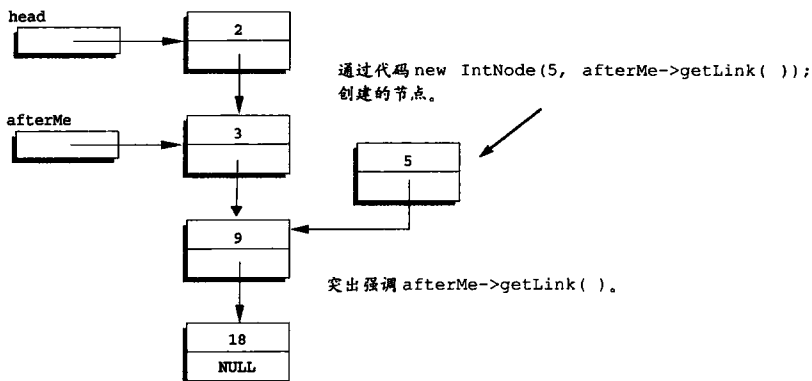 head
2
通过代码 new IntNode(5, afterMe->getLink( ));
创建的节点。
afterMe
3
5
9
突出强调 afterMe->getLink( )。
18
NULL